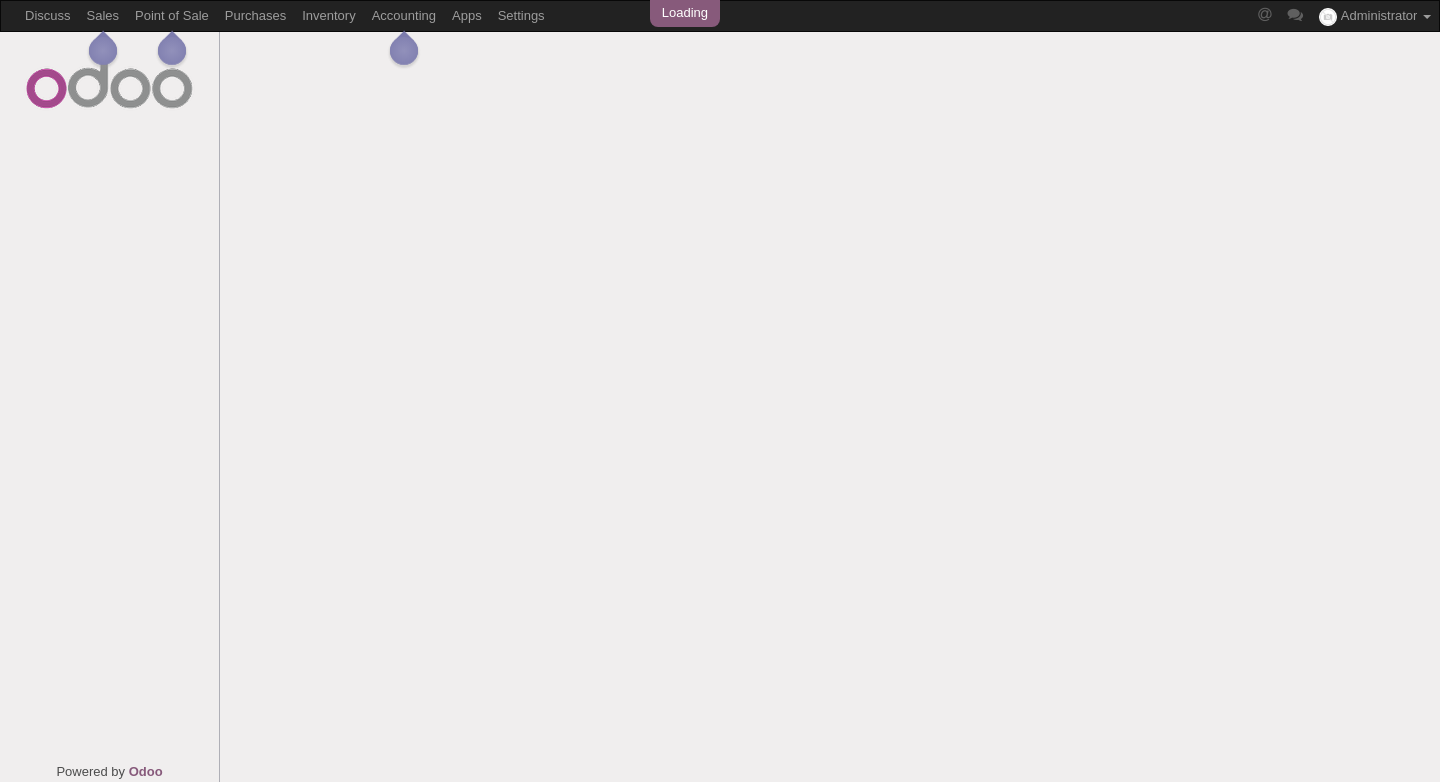 Discuss Sales Point of Sale Purchases Inventory Accounting Apps Settings Loading @ Administrator
odoo
Powered by Odoo